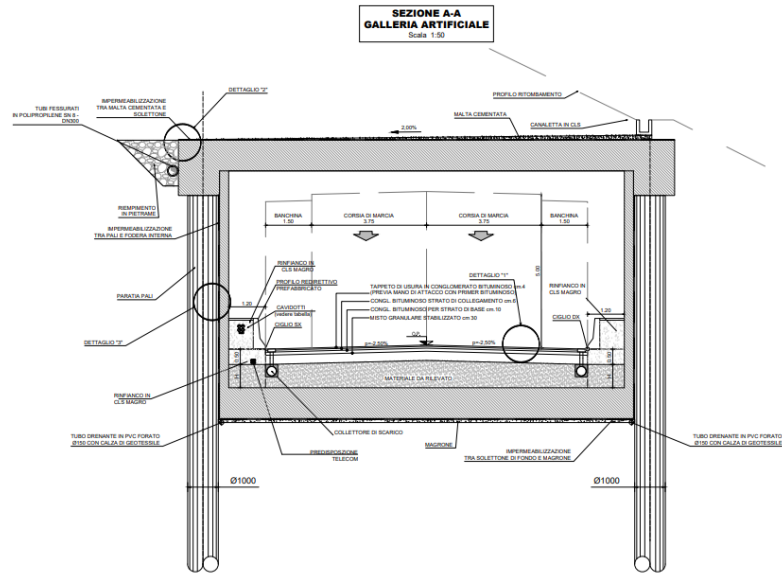 SEZIONE A-A
GALLERIA ARTIFICIALE
Scala 1:50
DETTAGLIO "2"
IMPERMEABILIZZAZIONE
TRA MALTA CEMENTATA E
SOLETTONE
TUBI FESSURATI
IN POLIPROPILENE SN 8 -
DN300
PROFILO RITOMBAMENTO
CANALETTA IN CLS
MALTA CEMENTATA
2.00%
RIEMPIMENTO
IN PIETRAME
IMPERMEABILIZZAZIONE
TRA PALI E FODERA INTERNA
BANCHINA
1.50
CORSIA DI MARCIA
3.75
CORSIA DI MARCIA
3.75
BANCHINA
1.50
5.00
RINFIANCO IN
CLS MAGRO
PROFILO REDIRETTIVO
PREFABBRICATO
PARATIA PALI
1.20
CAVIDOTTI
(vedere tabella)
CIGLIO SX
DETTAGLIO "1"
TAPPETO DI USURA IN CONGLOMERATO BITUMINOSO cm.4
(PREVIA MANO DI ATTACCO CON PRIMER BITUMINOSO)
CONGL. BITUMINOSO STRATO DI COLLEGAMENTO cm.6
CONGL. BITUMINOSO PER STRATO DI BASE cm.10
MISTO GRANULARE STABILIZZATO cm 30
RINFIANCO IN
CLS MAGRO
1.20
CIGLIO DX
DETTAGLIO "3"
p=-2,50%
p=-2,50%
0.50
H
0.50
H
MATERIALE DA RILEVATO
RINFIANCO IN
CLS MAGRO
TUBO DRENANTE IN PVC FORATO
Ø150 CON CALZA DI GEOTESSILE
COLLETTORE DI SCARICO
PREDISPOSIZIONE
TELECOM
MAGRONE
IMPERMEABILIZZAZIONE
TRA SOLETTONE DI FONDO E MAGRONE
TUBO DRENANTE IN PVC FORATO
Ø150 CON CALZA DI GEOTESSILE
Ø1000
Ø1000